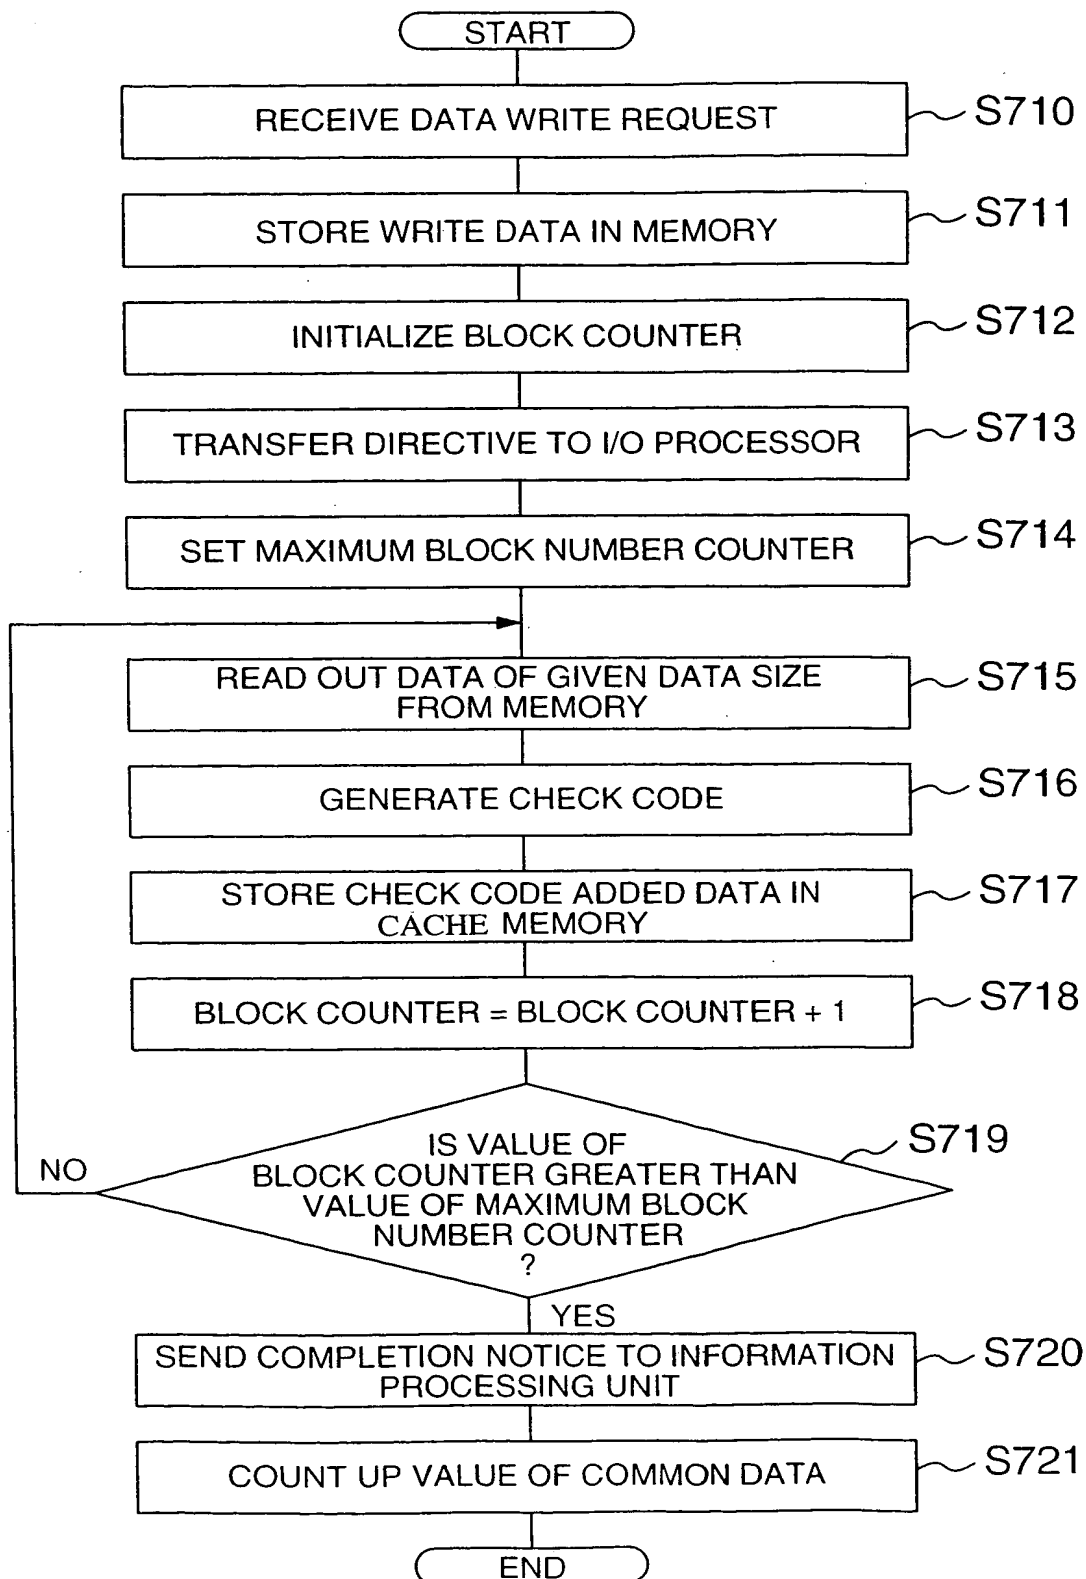 START
RECEIVE DATA WRITE REQUEST
S710
STORE WRITE DATA IN MEMORY
S711
INITIALIZE BLOCK COUNTER
S712
TRANSFER DIRECTIVE TO I/O PROCESSOR
S713
SET MAXIMUM BLOCK NUMBER COUNTER
S714
READ OUT DATA OF GIVEN DATA SIZE
FROM MEMORY
S715
GENERATE CHECK CODE
S716
STORE CHECK CODE ADDED DATA IN
CACHE MEMORY
S717
BLOCK COUNTER = BLOCK COUNTER + 1
S718
IS VALUE OF
BLOCK COUNTER GREATER THAN
VALUE OF MAXIMUM BLOCK
NUMBER COUNTER
?
S719
NO
YES
SEND COMPLETION NOTICE TO INFORMATION
PROCESSING UNIT
S720
COUNT UP VALUE OF COMMON DATA
S721
END